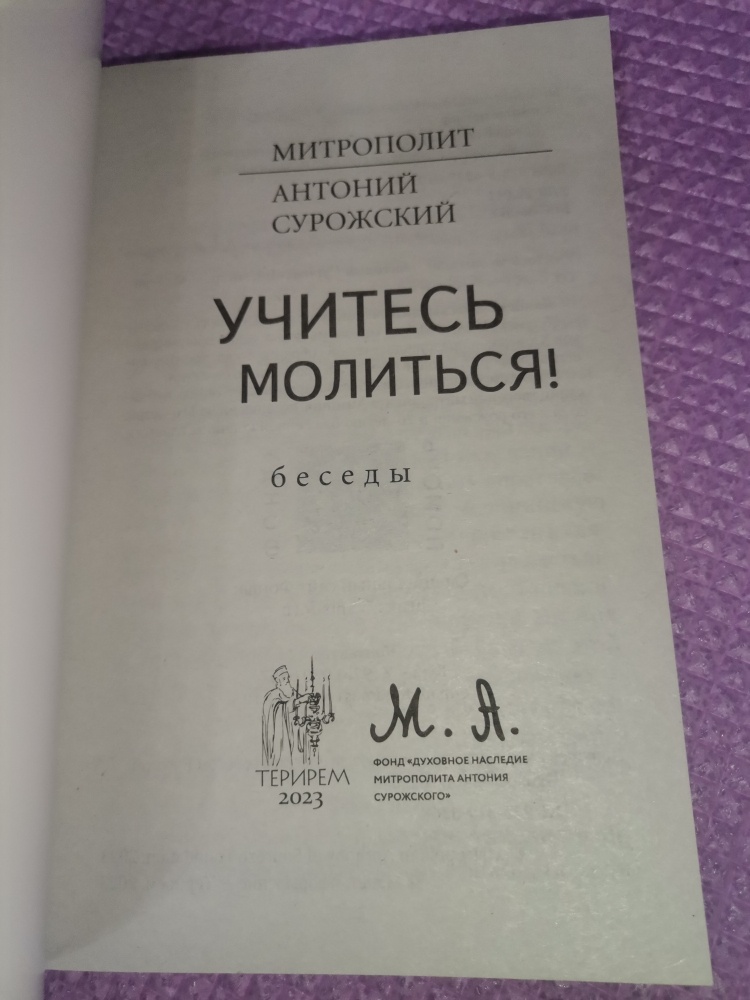 МИТРОПОЛИТ
АНТОНИЙ
СУРОЖСКИЙ
УЧИТЕСЬ
МОЛИТЬСЯ!
беседы
ТЕРИРЕМ
2023
М. А.
ФОНД «ДУХОВНОЕ НАСЛЕДИЕ
МИТРОПОЛИТА АНТОНИЯ
СУРОЖСКОГО»